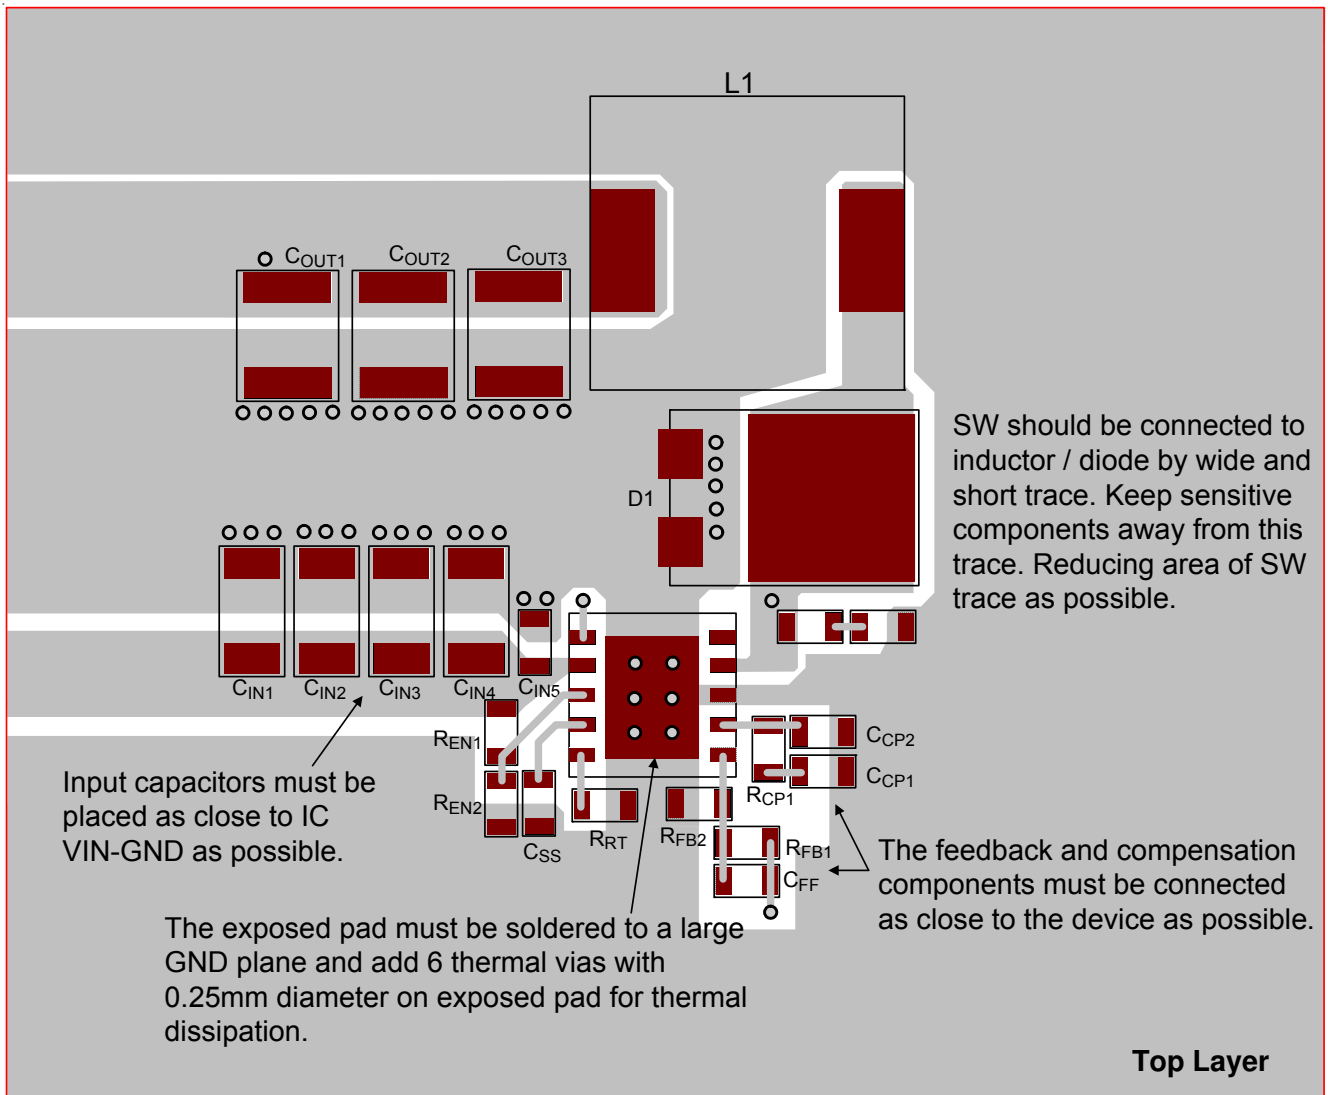 L1
COUT1
COUT2
COUT3
D1
SW should be connected to
inductor / diode by wide and
short trace. Keep sensitive
components away from this
trace. Reducing area of SW
trace as possible.
CIN1
CIN2
CIN3
CIN4
CIN5
REN1
CCP2
Input capacitors must be
placed as close to IC
VIN-GND as possible.
CCP1
RCP1
REN2
CSS
RRT
RFB2
RFB1
CFF
The feedback and compensation
components must be connected
as close to the device as possible.
The exposed pad must be soldered to a large
GND plane and add 6 thermal vias with
0.25mm diameter on exposed pad for thermal
dissipation.
Top Layer